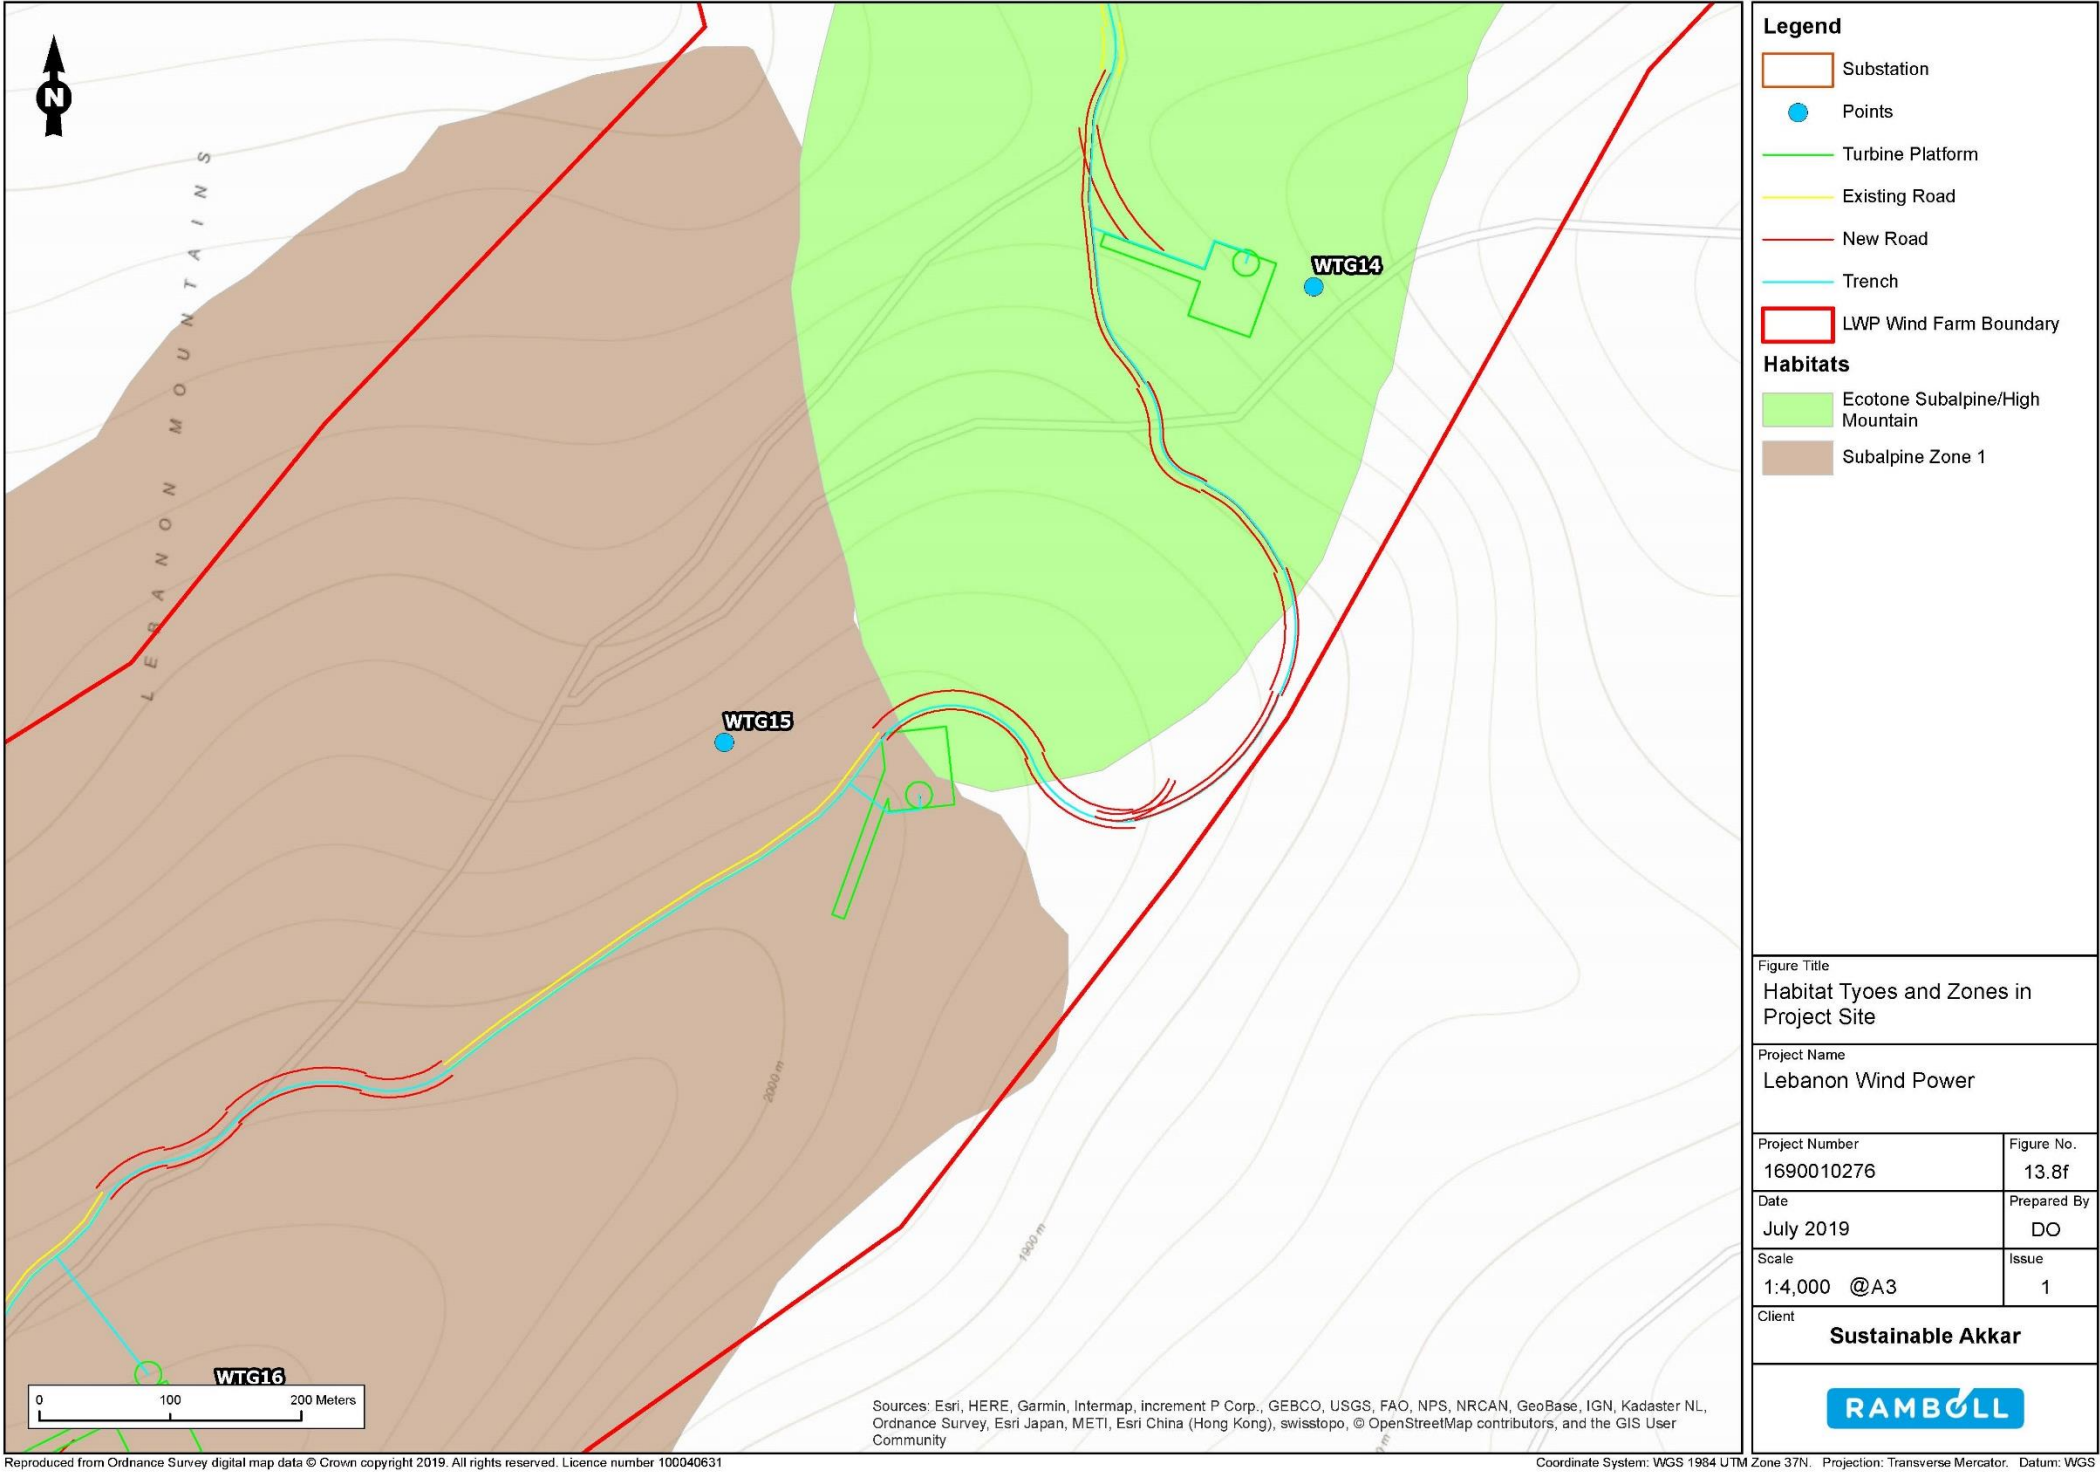 N
LEBANON MOUNTAINS
WTG14
WTG15
WTG16
2000 m
1900 m
0 100 200 Meters
Sources: Esri, HERE, Garmin, Intermap, increment P Corp., GEBCO, USGS, FAO, NPS, NRCAN, GeoBase, IGN, Kadaster NL,
Ordnance Survey, Esri Japan, METI, Esri China (Hong Kong), swisstopo, © OpenStreetMap contributors, and the GIS User
Community
Legend
Substation
Points
Turbine Platform
Existing Road
New Road
Trench
LWP Wind Farm Boundary
Habitats
Ecotone Subalpine/High
Mountain
Subalpine Zone 1
Figure Title
Habitat Tyoes and Zones in
Project Site
Project Name
Lebanon Wind Power
Project Number
1690010276
Figure No.
13.8f
Date
July 2019
Prepared By
DO
Scale
1:4,000 @A3
Issue
1
Client
Sustainable Akkar
RAMBOLL
Reproduced from Ordnance Survey digital map data © Crown copyright 2019. All rights reserved. Licence number 100040631
Coordinate System: WGS 1984 UTM Zone 37N. Projection: Transverse Mercator. Datum: WGS